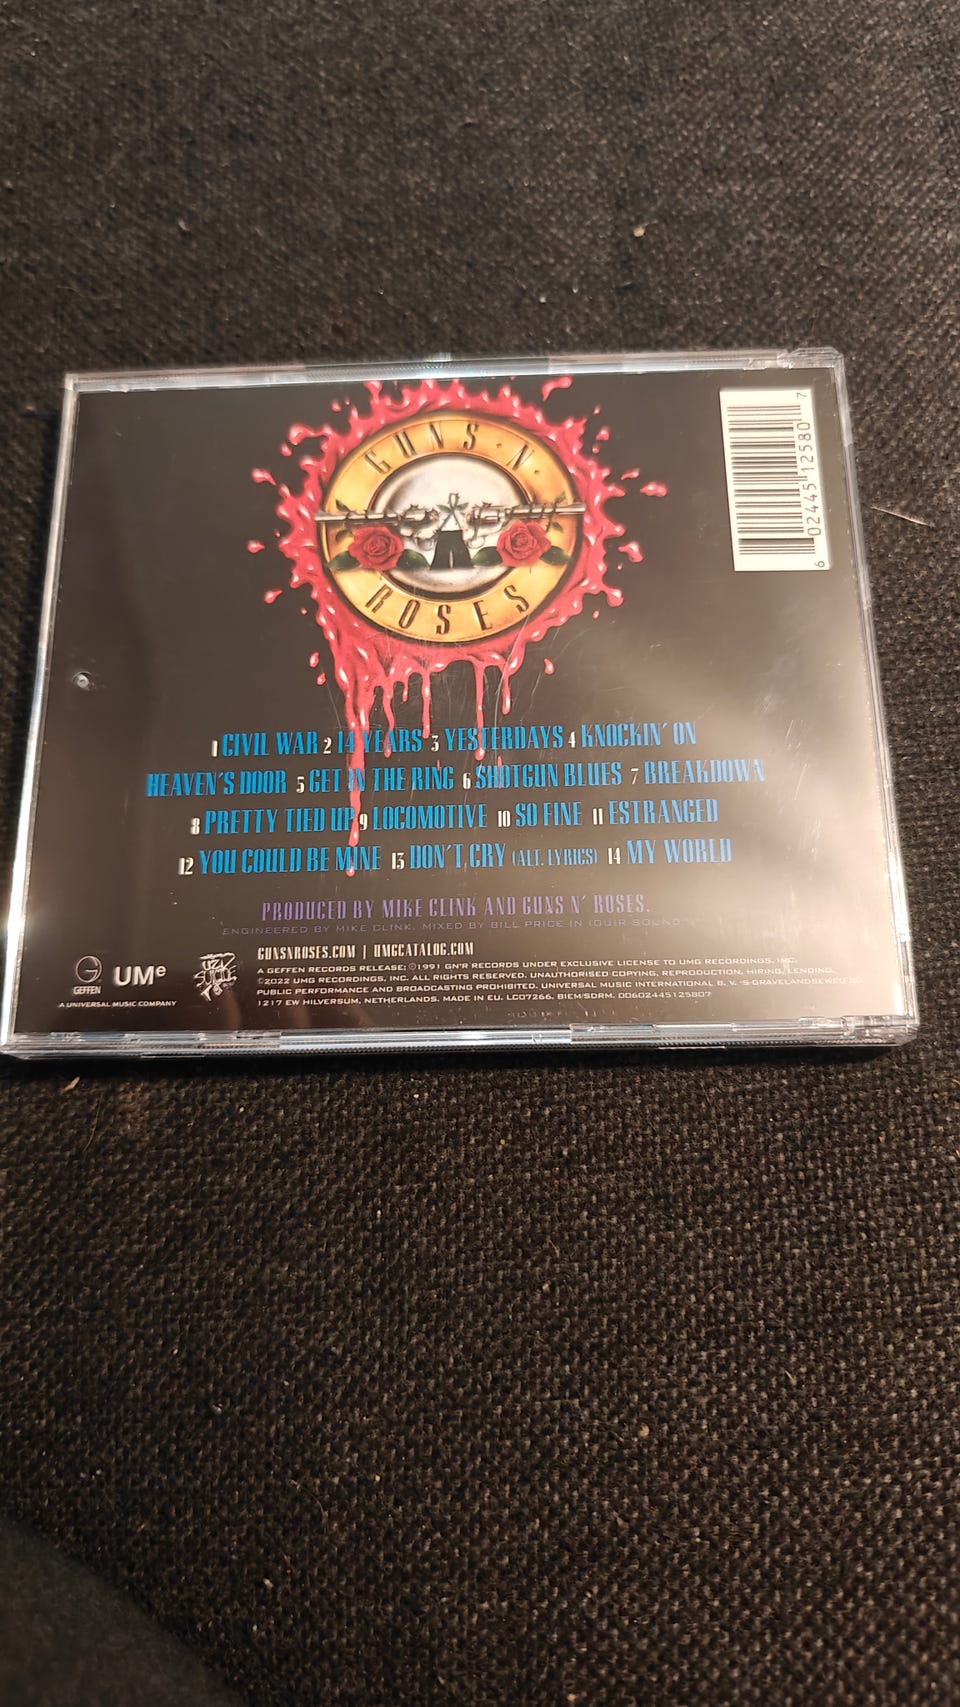 GUNS N'
ROSES
6 02445 12580 7
1 CIVIL WAR 2 14 YEARS 3 YESTERDAYS 4 KNOCKIN' ON
HEAVEN'S DOOR 5 GET IN THE RING 6 SHOTGUN BLUES 7 BREAKDOWN
8 PRETTY TIED UP 9 LOCOMOTIVE 10 SO FINE 11 ESTRANGED
12 YOU COULD BE MINE 13 DON'T CRY (ALT. LYRICS) 14 MY WORLD
PRODUCED BY MIKE CLINK AND GUNS N' ROSES.
ENGINEERED BY MIKE CLINK. MIXED BY BILL PRICE
GEFFEN
UMe
A UNIVERSAL MUSIC COMPANY
UZI
SUICIDE
GUNSNROSES.COM | UMGCATALOG.COM
A GEFFEN RECORDS RELEASE; ℗1991 GN'R RECORDS UNDER EXCLUSIVE LICENSE TO UMG RECORDINGS, INC.
©2022 UMG RECORDINGS, INC. ALL RIGHTS RESERVED. UNAUTHORISED COPYING, REPRODUCTION, HIRING, LENDING,
PUBLIC PERFORMANCE AND BROADCASTING PROHIBITED. UNIVERSAL MUSIC INTERNATIONAL B. V. 'S-GRAVELANDSEWEG
1217 EW HILVERSUM, NETHERLANDS. MADE IN EU. LC07266. BIEM/SDRM. 00602445125807